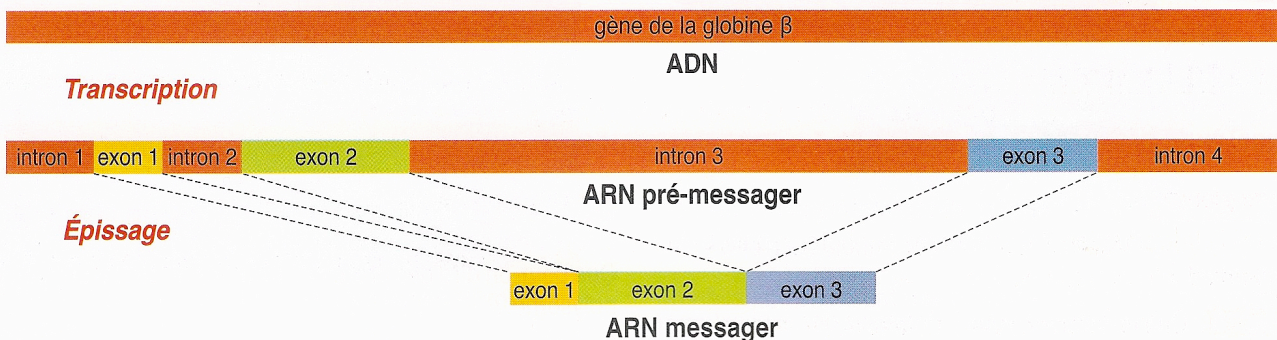 gène de la globine β
ADN
Transcription
intron 1 exon 1 intron 2 exon 2 intron 3 exon 3 intron 4
ARN pré-messager
Épissage
exon 1 exon 2 exon 3
ARN messager